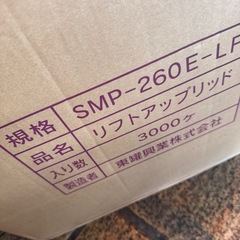 規格 SMP-260E-LF
品名 リフトアップリッド
入り数 3000ヶ
製造者 東罐興業株式会社